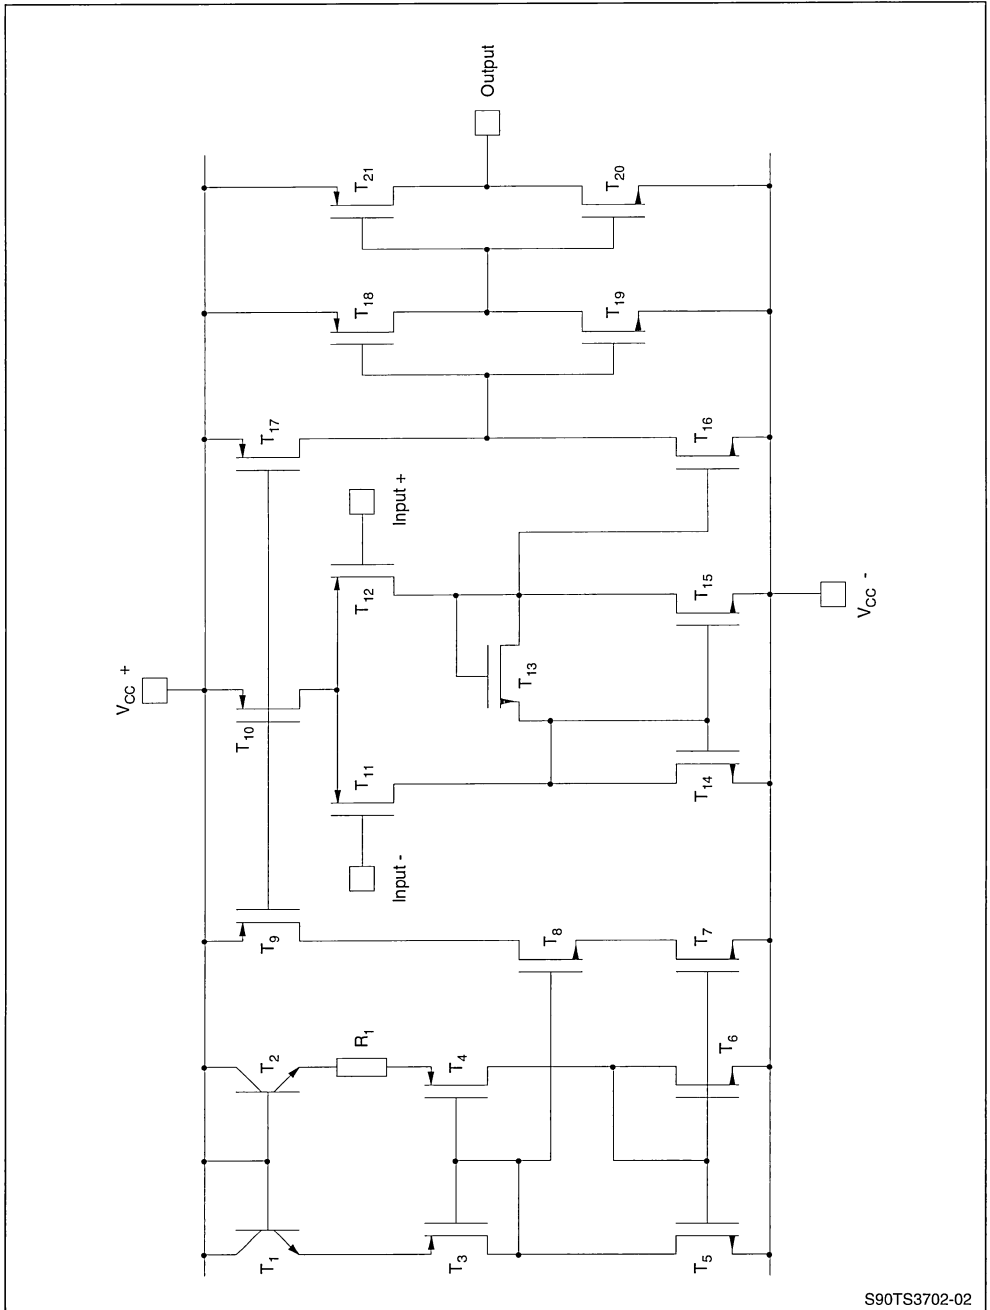 Output
T21
T20
T18
T19
T17
T16
Input +
T12
T15
VCC -
T13
VCC +
T10
T11
T14
Input -
T9
T8
T7
R1
T2
T4
T6
T1
T3
T5
S90TS3702-02